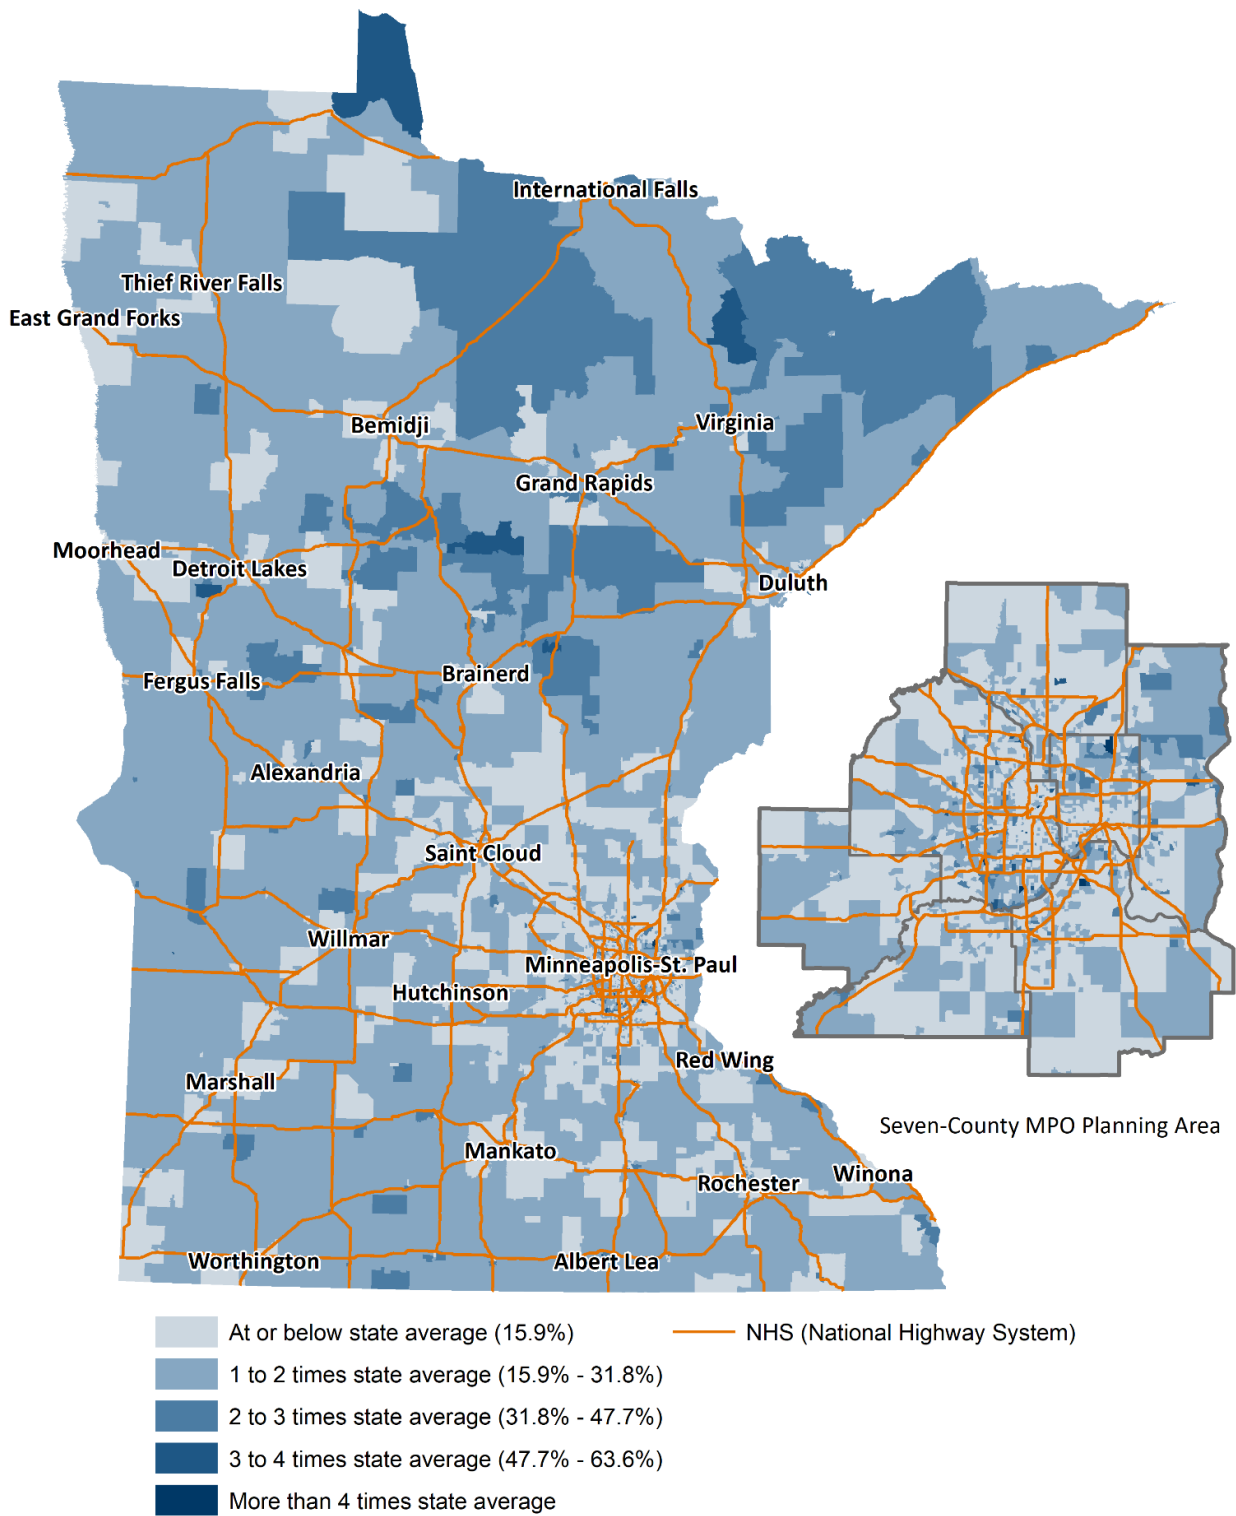 International Falls
Thief River Falls
East Grand Forks
Bemidji
Virginia
Grand Rapids
Moorhead
Detroit Lakes
Duluth
Fergus Falls
Brainerd
Alexandria
Saint Cloud
Willmar
Minneapolis-St. Paul
Hutchinson
Red Wing
Marshall
Seven-County MPO Planning Area
Mankato
Rochester
Winona
Worthington
Albert Lea
At or below state average (15.9%)
NHS (National Highway System)
1 to 2 times state average (15.9% - 31.8%)
2 to 3 times state average (31.8% - 47.7%)
3 to 4 times state average (47.7% - 63.6%)
More than 4 times state average